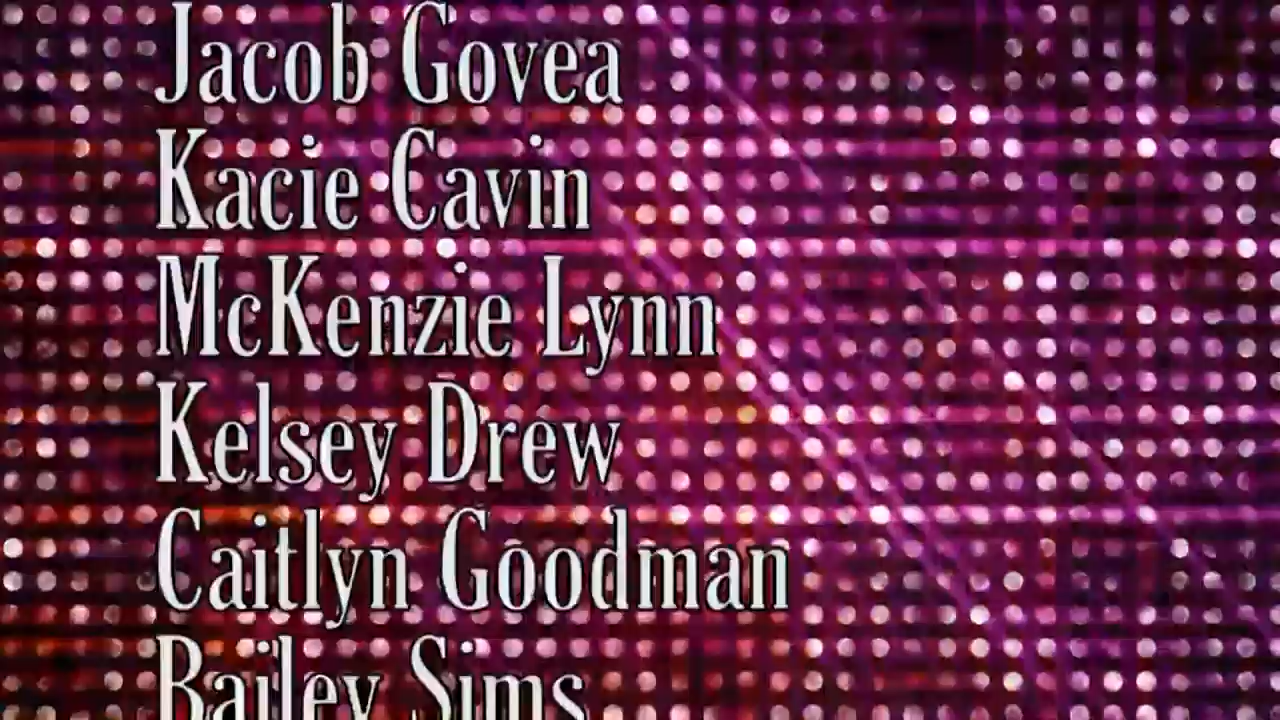 Jacob Govea
Kacie Cavin
McKenzie Lynn
Kelsey Drew
Caitlyn Goodman
Bailey Sims